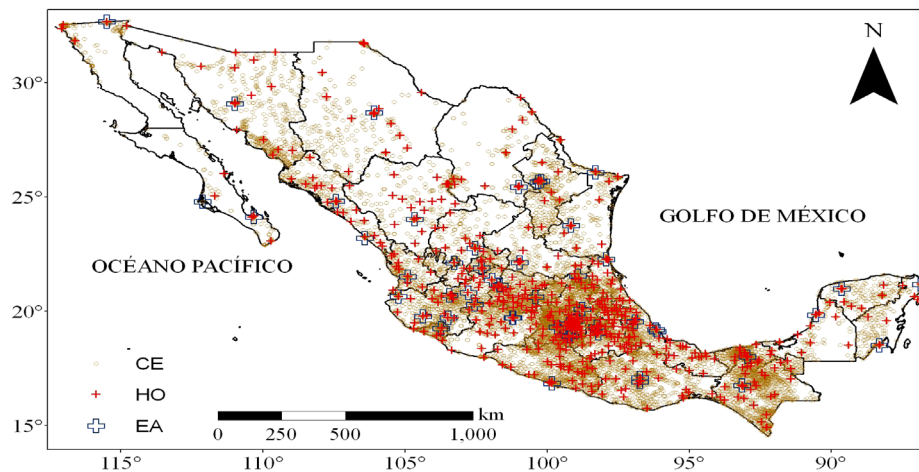 N
30°
25°
GOLFO DE MÉXICO
OCÉANO PACÍFICO
20°
CE
HO
EA
km
0 250 500 1,000
15°
115° 110° 105° 100° 95° 90°